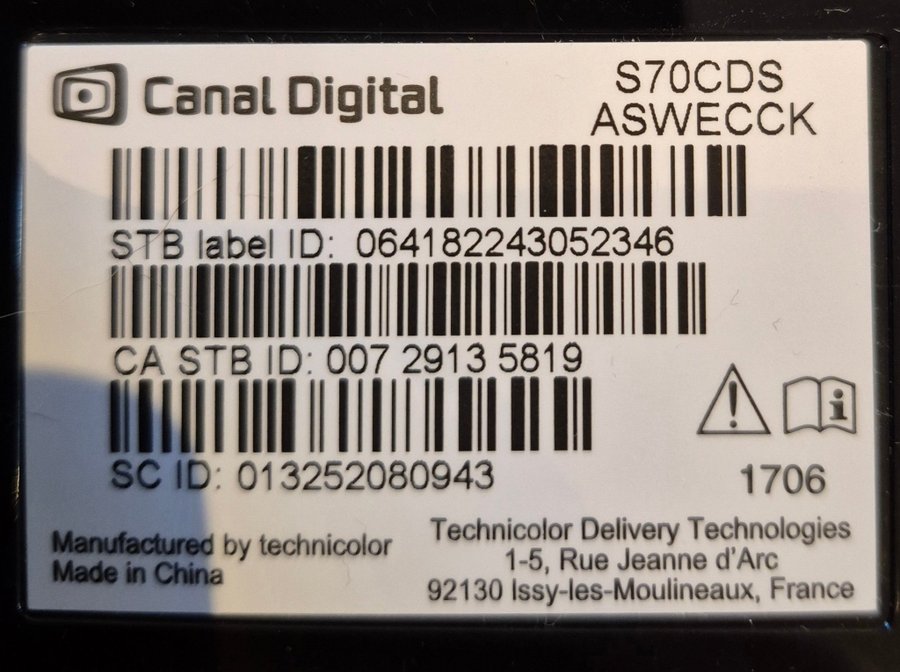 Canal Digital
S70CDS
ASWECCK
STB label ID: 064182243052346
CA STB ID: 007 2913 5819
SC ID: 013252080943
1706
Manufactured by technicolor
Made in China
Technicolor Delivery Technologies
1-5, Rue Jeanne d'Arc
92130 Issy-les-Moulineaux, France